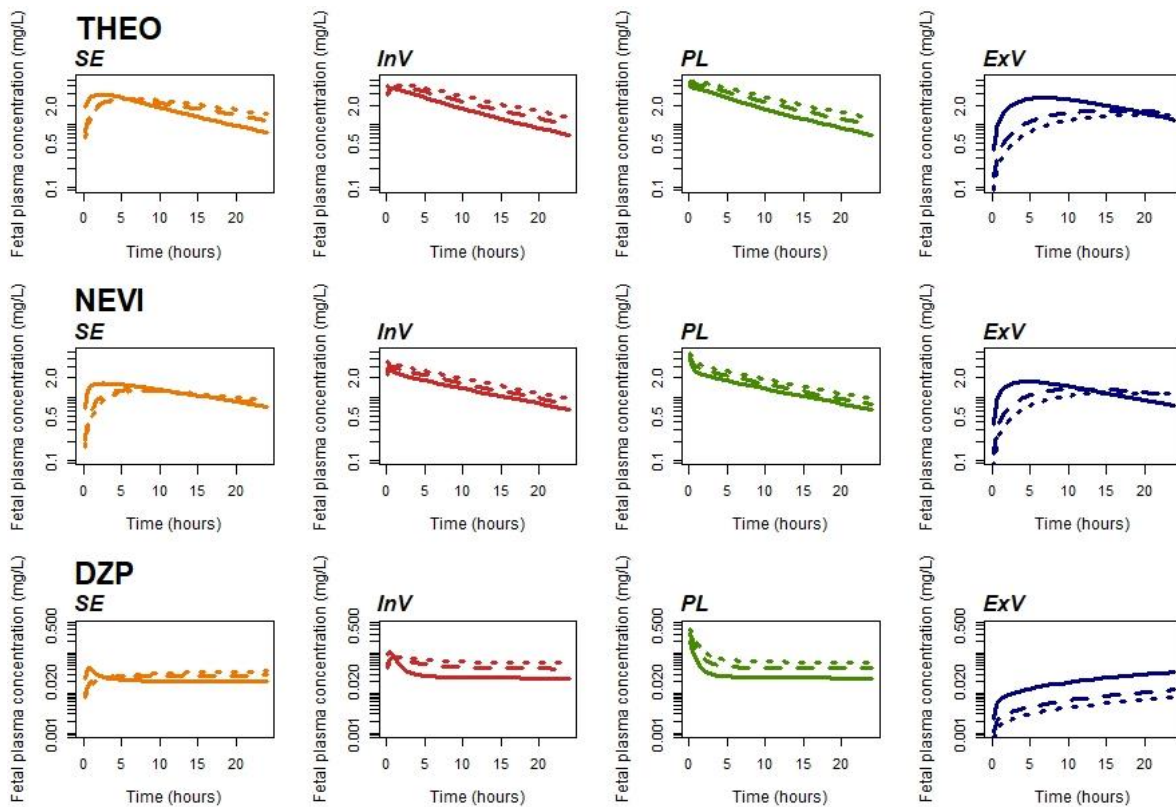 THEO
SE
InV
PL
ExV
Fetal plasma concentration (mg/L)
2.0
0.5
0.1
0 5 10 15 20
Time (hours)
Fetal plasma concentration (mg/L)
2.0
0.5
0.1
0 5 10 15 20
Time (hours)
Fetal plasma concentration (mg/L)
2.0
0.5
0.1
0 5 10 15 20
Time (hours)
Fetal plasma concentration (mg/L)
2.0
0.5
0.1
0 5 10 15 20
Time (hours)
NEVI
SE
InV
PL
ExV
Fetal plasma concentration (mg/L)
2.0
0.5
0.1
0 5 10 15 20
Time (hours)
Fetal plasma concentration (mg/L)
2.0
0.5
0.1
0 5 10 15 20
Time (hours)
Fetal plasma concentration (mg/L)
2.0
0.5
0.1
0 5 10 15 20
Time (hours)
Fetal plasma concentration (mg/L)
2.0
0.5
0.1
0 5 10 15 20
Time (hours)
DZP
SE
InV
PL
ExV
Fetal plasma concentration (mg/L)
0.500
0.020
0.001
0 5 10 15 20
Time (hours)
Fetal plasma concentration (mg/L)
0.500
0.020
0.001
0 5 10 15 20
Time (hours)
Fetal plasma concentration (mg/L)
0.500
0.020
0.001
0 5 10 15 20
Time (hours)
Fetal plasma concentration (mg/L)
0.500
0.020
0.001
0 5 10 15 20
Time (hours)